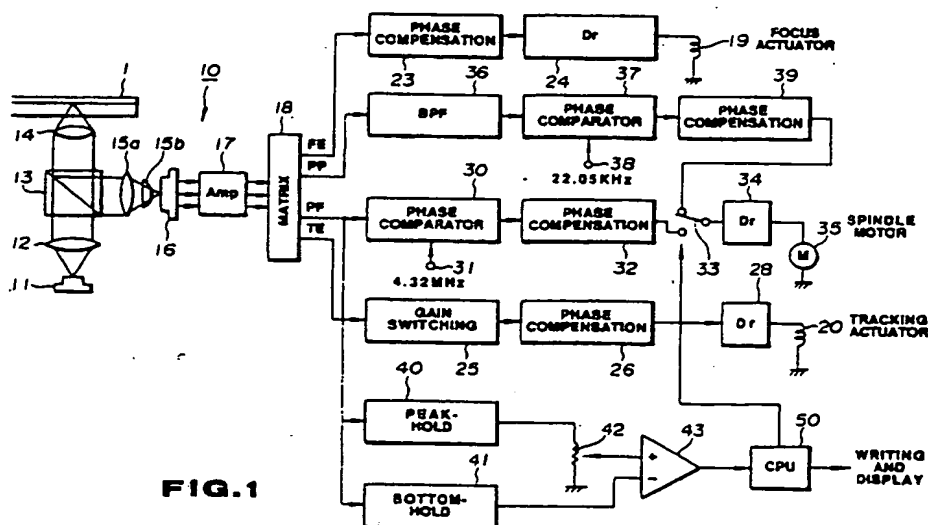 1
10
14
15a
15b
17
18
13
Amp
MATRIX
12
16
11
FE
PP
PF
TE
PHASE
COMPENSATION
23
Dr
24
19
FOCUS
ACTUATOR
36
BPF
37
PHASE
COMPARATOR
38
22.05KHz
39
PHASE
COMPENSATION
30
PHASE
COMPARATOR
31
4.32MHz
PHASE
COMPENSATION
32
33
34
Dr
35
M
SPINDLE
MOTOR
GAIN
SWITCHING
25
PHASE
COMPENSATION
26
28
Dr
20
TRACKING
ACTUATOR
40
PEAK-
HOLD
42
43
+
−
50
CPU
WRITING
AND
DISPLAY
41
BOTTOM-
HOLD
FIG.1